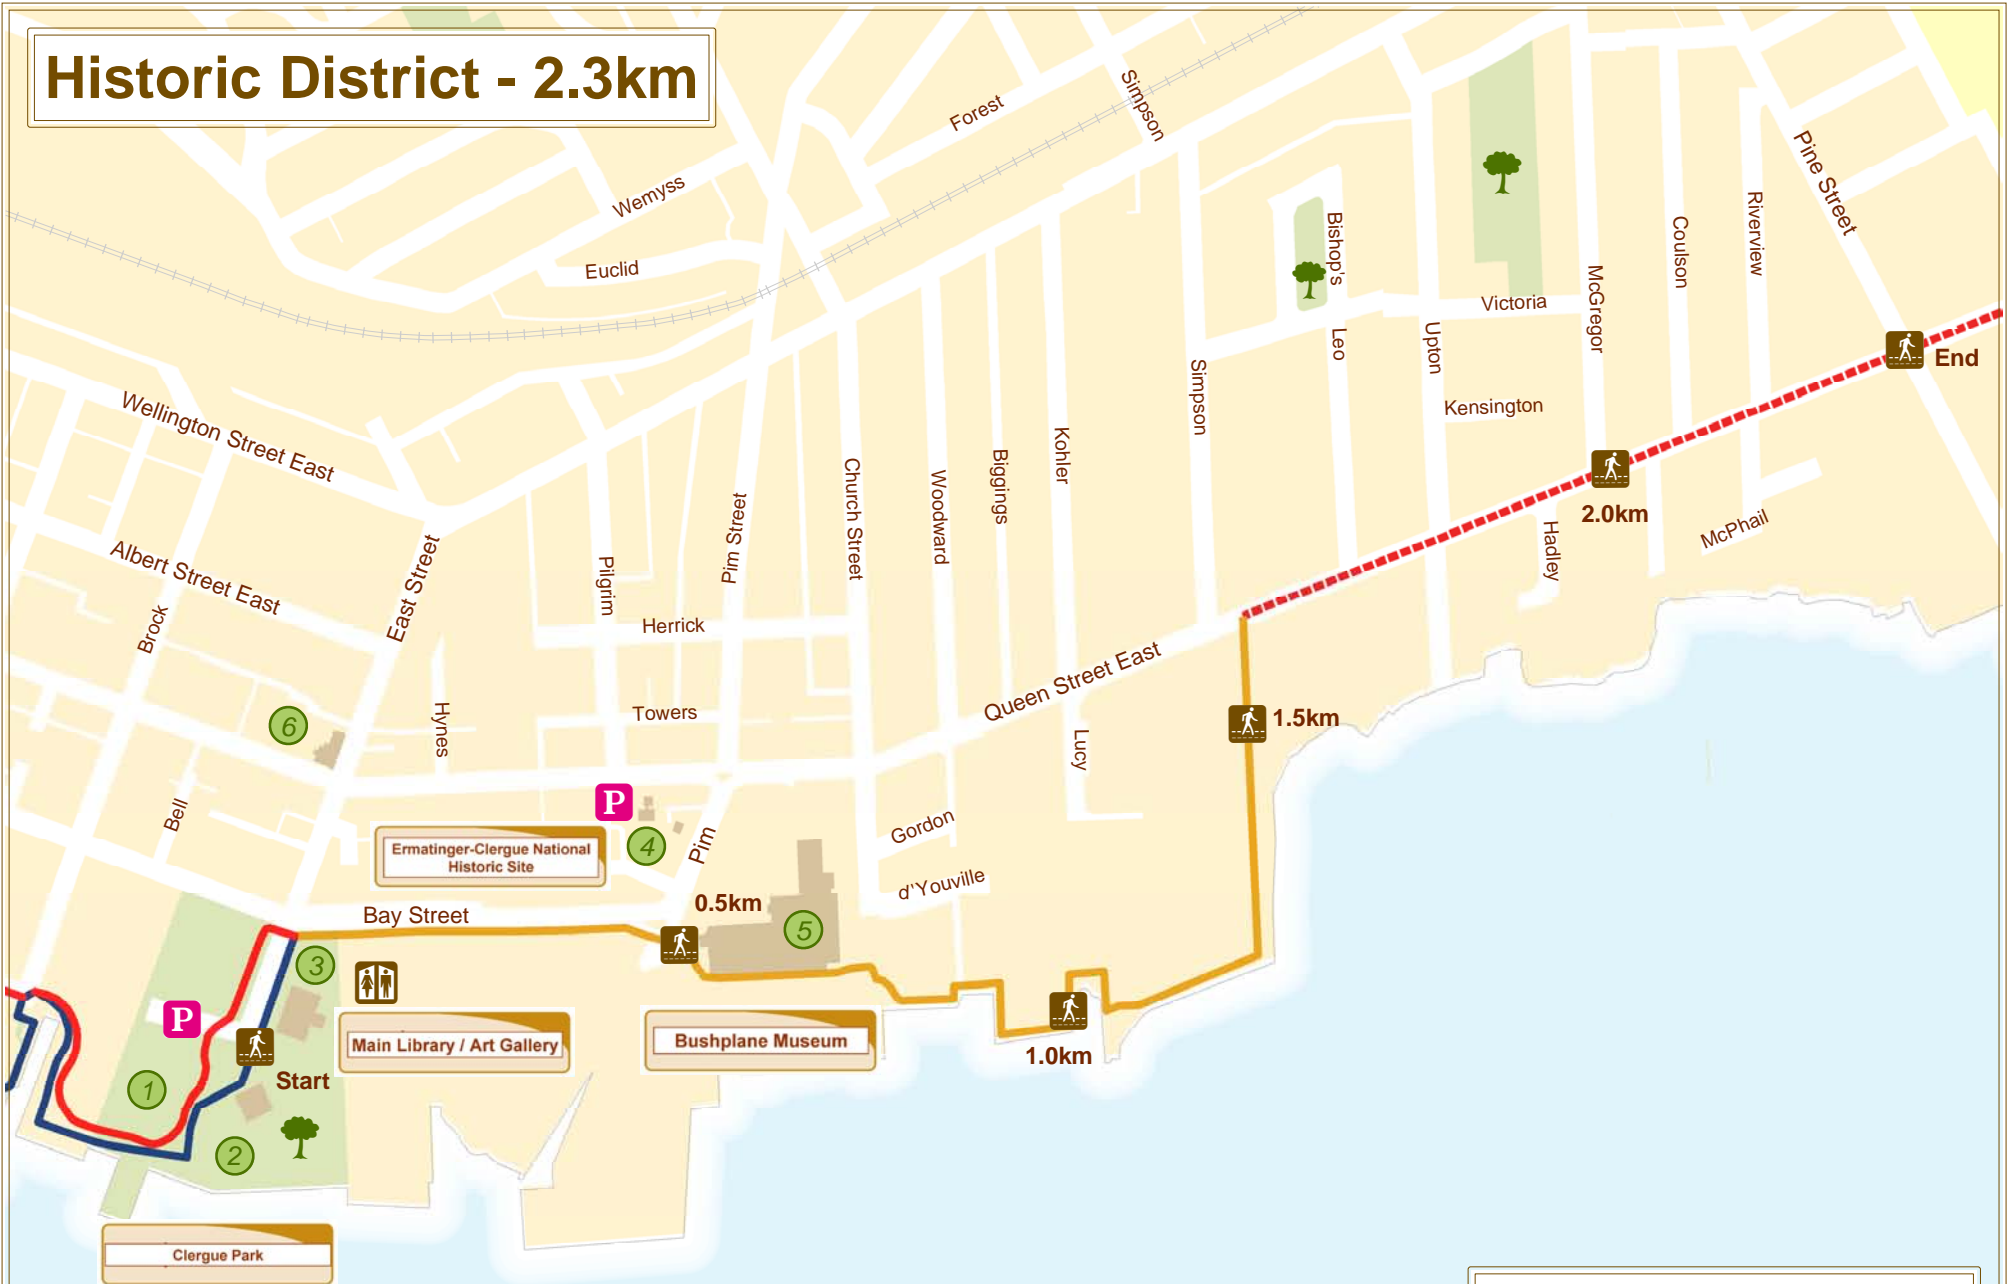 Historic District - 2.3km
Forest
Simpson
Wemyss
Euclid
Pine Street
Bishop's
Riverview
Coulson
McGregor
Victoria
Leo
Upton
End
Simpson
Kensington
Wellington Street East
Kohler
Biggings
Church Street
Woodward
Pim Street
2.0km
Hadley
McPhail
Albert Street East
East Street
Pilgrim
Brock
Herrick
Queen Street East
Hynes
Towers
6
Lucy
1.5km
Bell
P
4
Pim
Gordon
Ermatinger-Clergue National
Historic Site
d'Youville
0.5km
Bay Street
5
3
P
Main Library / Art Gallery
Bushplane Museum
1.0km
Start
1
2
Clergue Park